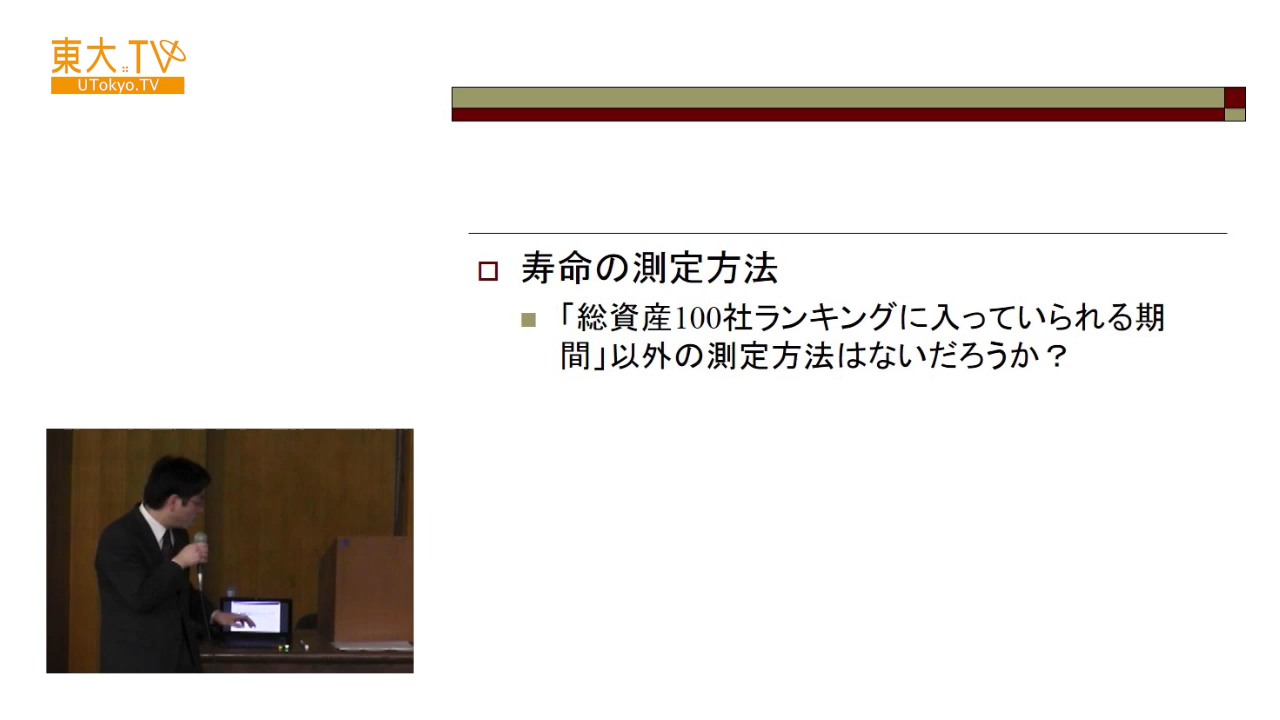 東大.TV
UTokyo.TV
寿命の測定方法
「総資産100社ランキングに入っていられる期
間」以外の測定方法はないだろうか？